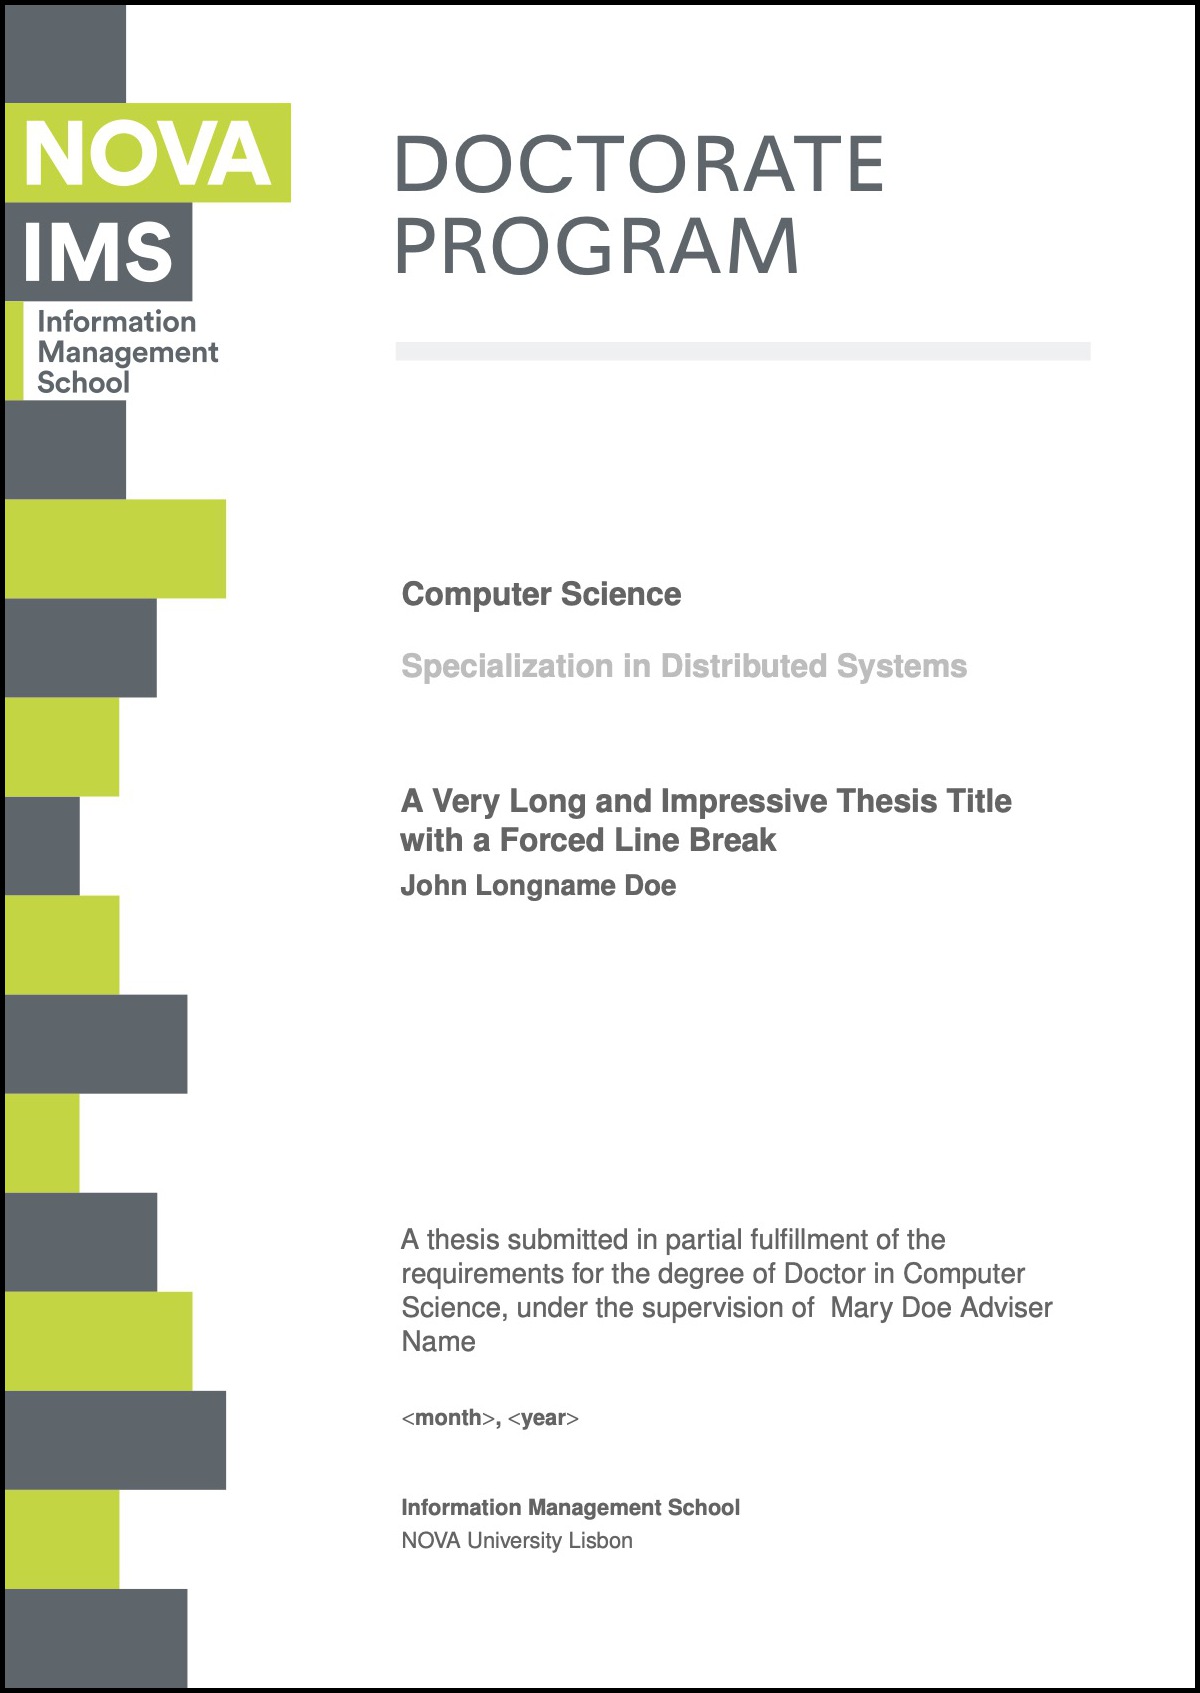 NOVA
IMS
Information
Management
School
DOCTORATE
PROGRAM
Computer Science
Specialization in Distributed Systems
A Very Long and Impressive Thesis Title
with a Forced Line Break
John Longname Doe
A thesis submitted in partial fulfillment of the
requirements for the degree of Doctor in Computer
Science, under the supervision of  Mary Doe Adviser
Name
<month>, <year>
Information Management School
NOVA University Lisbon